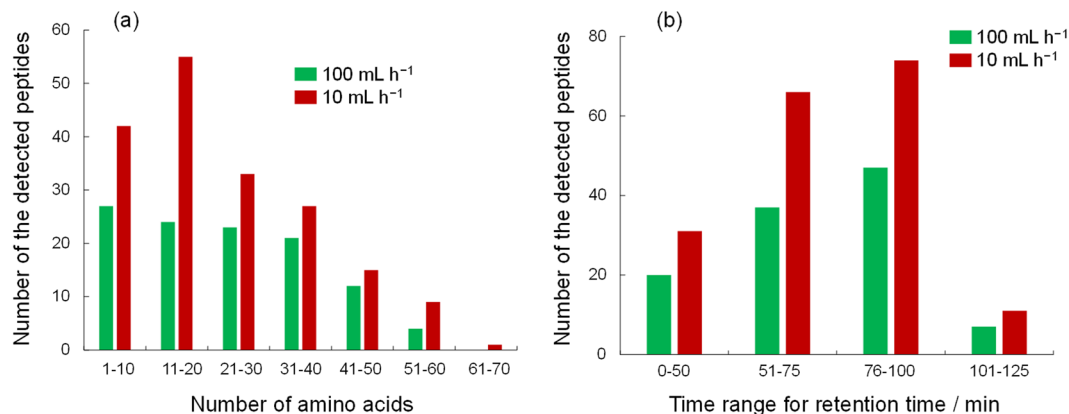 (a)
Number of the detected peptides
60
50
40
30
20
10
0
100 mL h⁻¹
10 mL h⁻¹
1-10 11-20 21-30 31-40 41-50 51-60 61-70
Number of amino acids
(b)
Number of the detected peptides
80
60
40
20
0
100 mL h⁻¹
10 mL h⁻¹
0-50 51-75 76-100 101-125
Time range for retention time / min